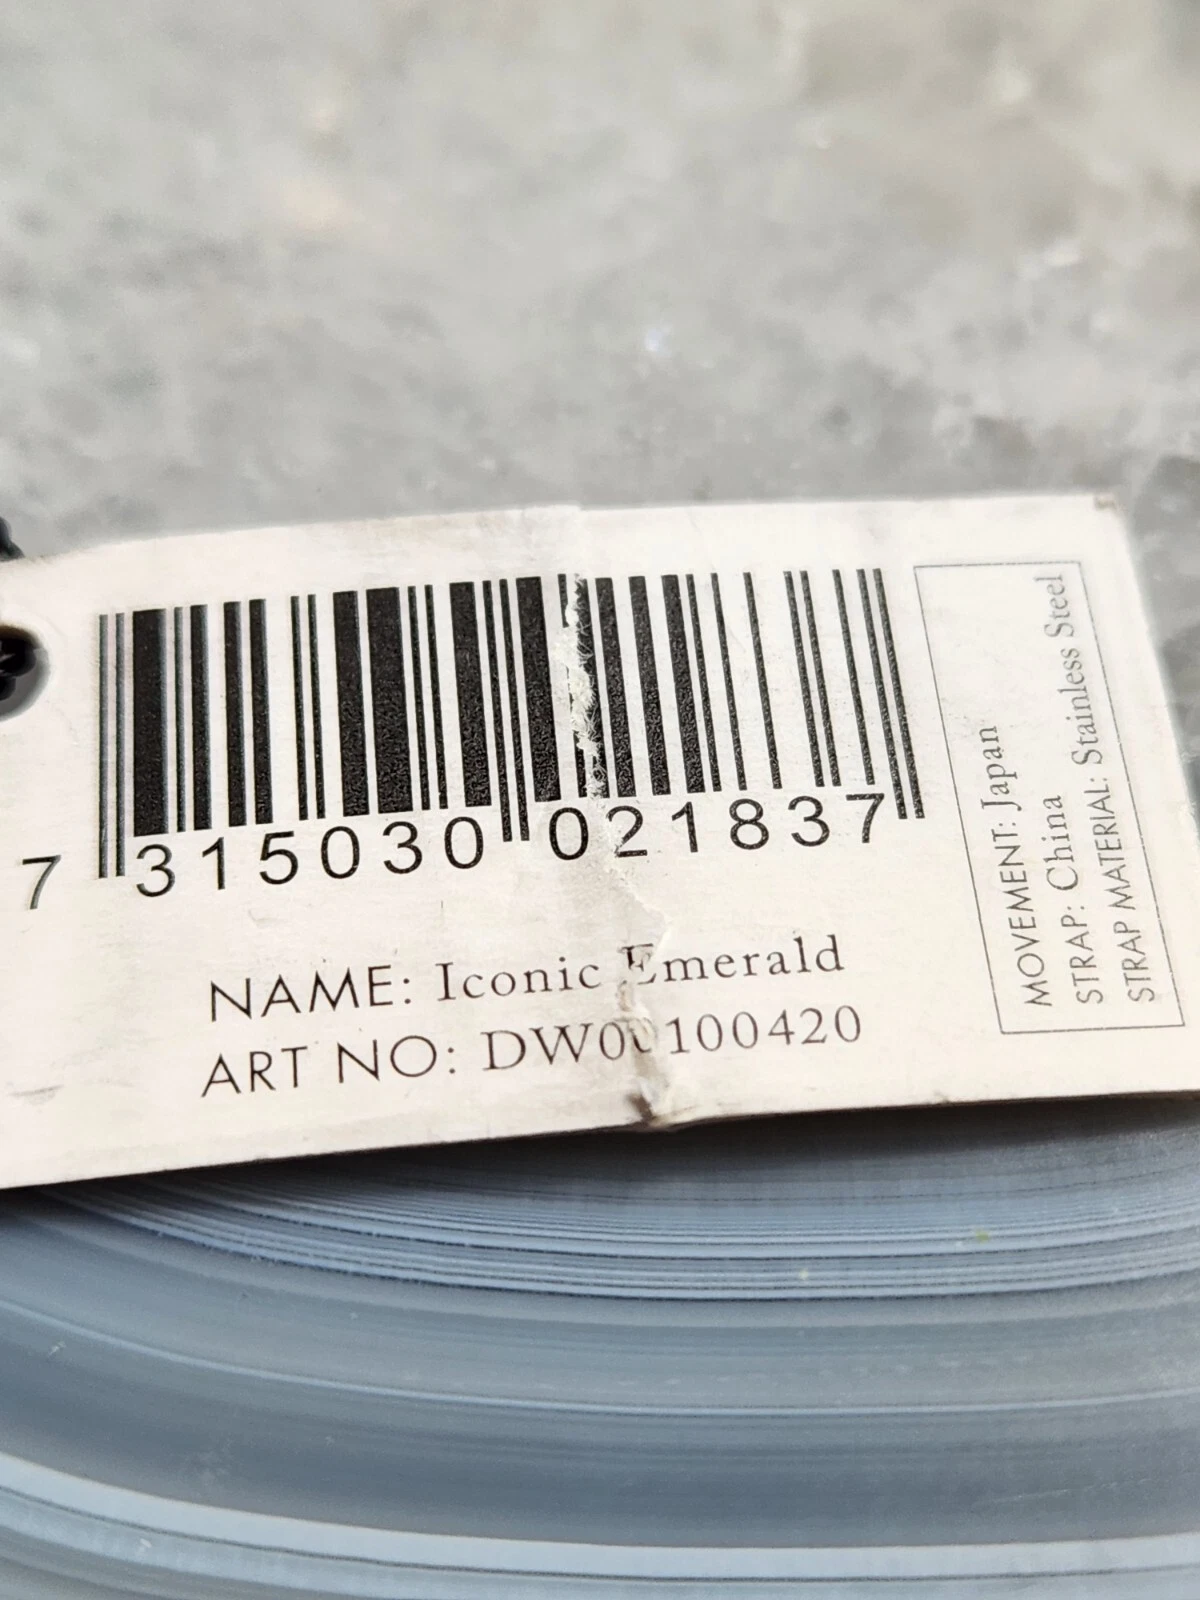 7 315030 021837
NAME: Iconic Emerald
ART NO: DW00100420
MOVEMENT: Japan
STRAP: China
STRAP MATERIAL: Stainless Steel